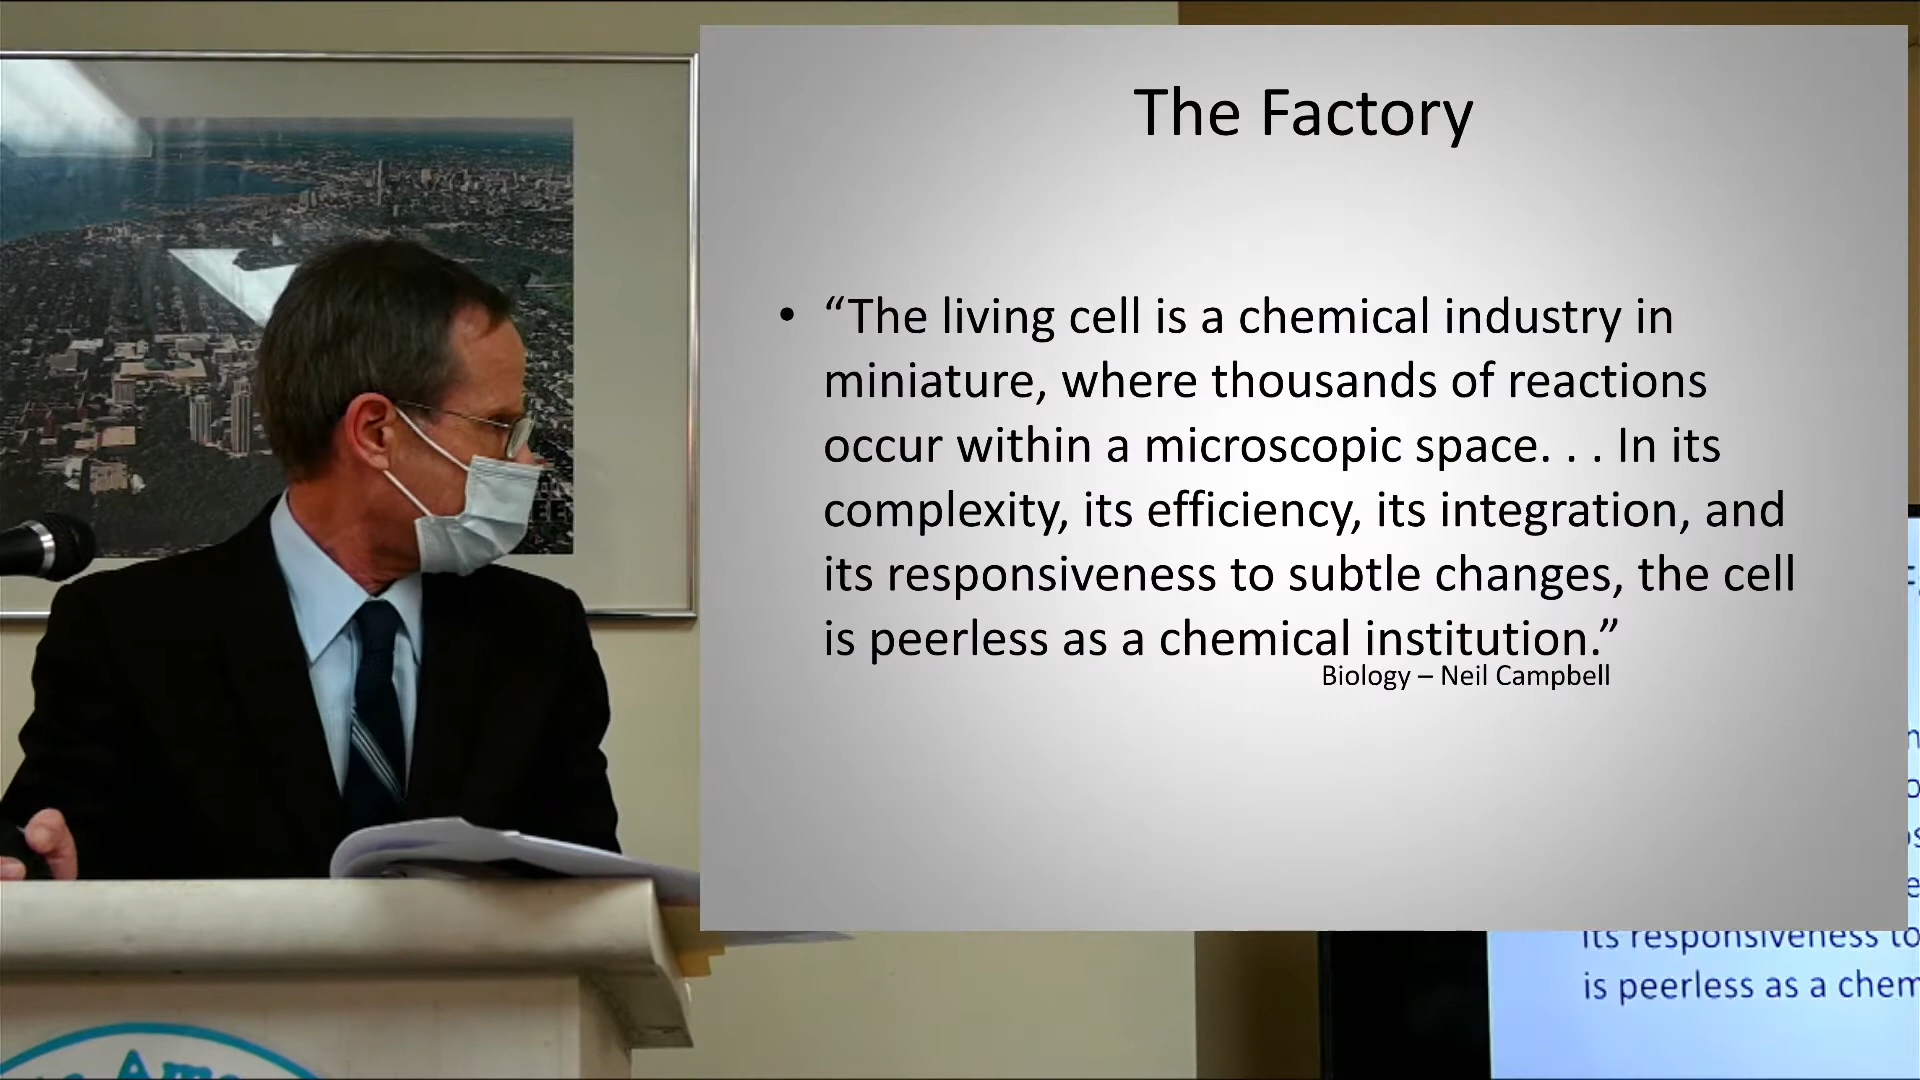 The Factory
• “The living cell is a chemical industry in
miniature, where thousands of reactions
occur within a microscopic space. . . In its
complexity, its efficiency, its integration, and
its responsiveness to subtle changes, the cell
is peerless as a chemical institution.”
Biology – Neil Campbell
its responsiveness to
is peerless as a chem